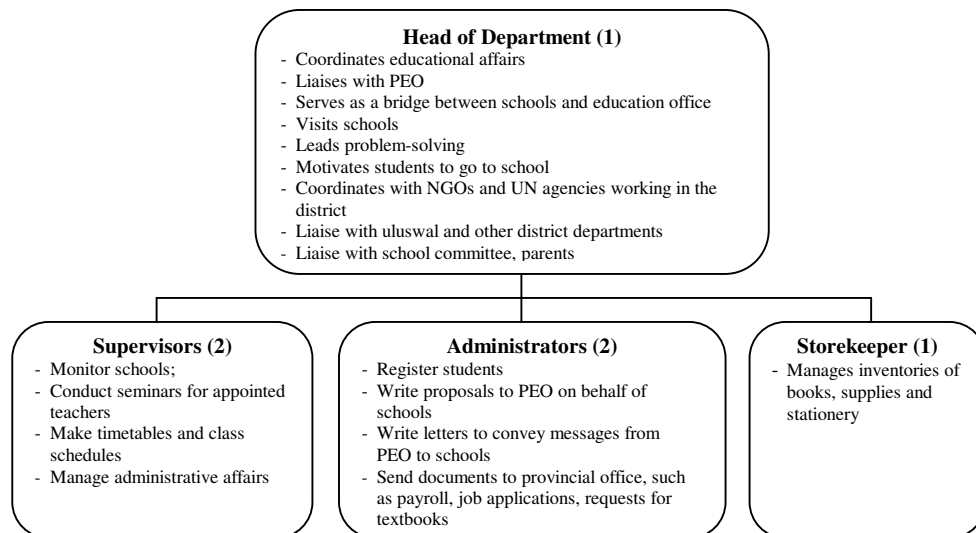 Head of Department (1)
- Coordinates educational affairs
- Liaises with PEO
- Serves as a bridge between schools and education office
- Visits schools
- Leads problem-solving
- Motivates students to go to school
- Coordinates with NGOs and UN agencies working in the
district
- Liaise with uluswal and other district departments
- Liaise with school committee, parents
Supervisors (2)
- Monitor schools;
- Conduct seminars for appointed
teachers
- Make timetables and class
schedules
- Manage administrative affairs
Administrators (2)
- Register students
- Write proposals to PEO on behalf of
schools
- Write letters to convey messages from
PEO to schools
- Send documents to provincial office, such
as payroll, job applications, requests for
textbooks
Storekeeper (1)
- Manages inventories of
books, supplies and
stationery